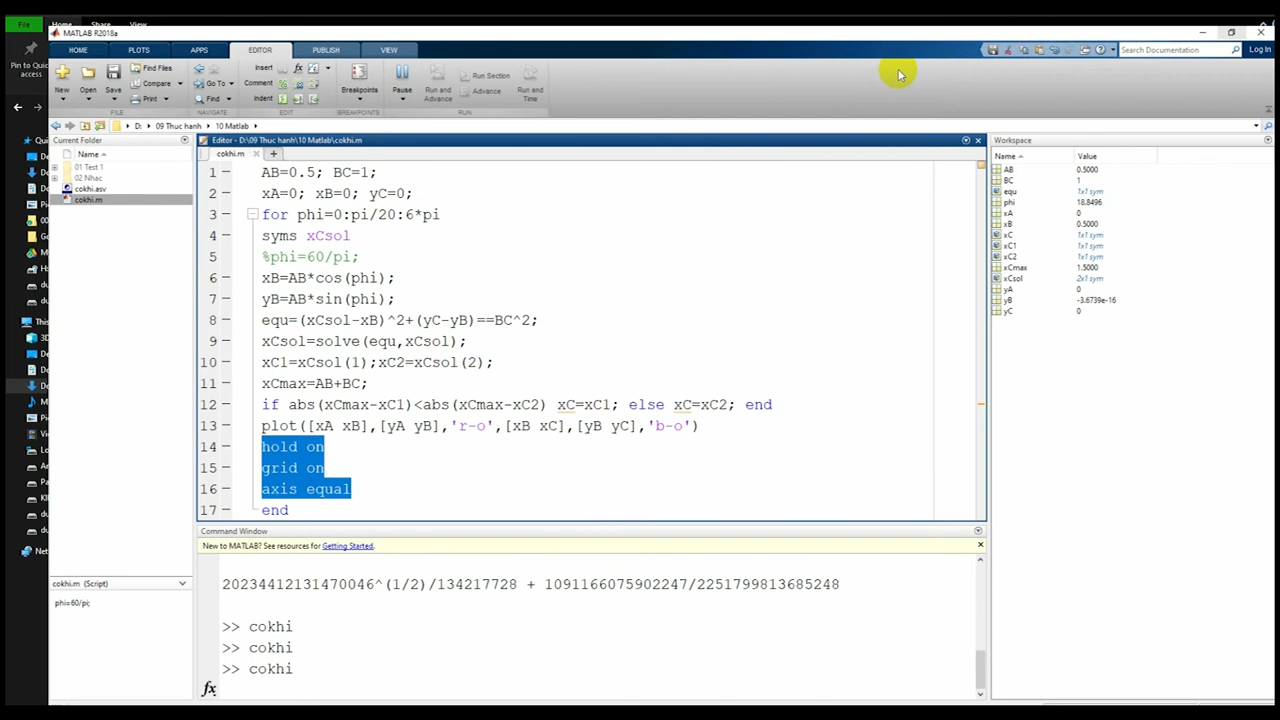 File Home Share View
MATLAB R2018a
HOME PLOTS APPS EDITOR PUBLISH VIEW
Search Documentation Log In
Pin to Quick access
New Open Save
Find Files
Compare
Print
Go To
Find
Insert
Comment
Indent
Breakpoints Pause Run and Advance
Run Section
Advance
Run and Time
FILE NAVIGATE EDIT BREAKPOINTS RUN
D: 09 Thuc hanh 10 Matlab
Current Folder
Name
01 Test 1
02 Nhac
cokhi.asv
cokhi.m
Editor - D:\09 Thuc hanh\10 Matlab\cokhi.m
cokhi.m
1 AB=0.5; BC=1;
2 xA=0; xB=0; yC=0;
3 for phi=0:pi/20:6*pi
4 syms xCsol
5 %phi=60/pi;
6 xB=AB*cos(phi);
7 yB=AB*sin(phi);
8 equ=(xCsol-xB)^2+(yC-yB)==BC^2;
9 xCsol=solve(equ,xCsol);
10 xC1=xCsol(1);xC2=xCsol(2);
11 xCmax=AB+BC;
12 if abs(xCmax-xC1)<abs(xCmax-xC2) xC=xC1; else xC=xC2; end
13 plot([xA xB],[yA yB],'r-o',[xB xC],[yB yC],'b-o')
14 hold on
15 grid on
16 axis equal
17 end
Workspace
Name Value
AB 0.5000
BC 1
equ 1x1 sym
phi 18.8496
xA 0
xB 0.5000
xC 1x1 sym
xC1 1x1 sym
xC2 1x1 sym
xCmax 1.5000
xCsol 2x1 sym
yA 0
yB -3.6739e-16
yC 0
Command Window
New to MATLAB? See resources for Getting Started.
20234412131470046^(1/2)/134217728 + 1091166075902247/2251799813685248
>> cokhi
>> cokhi
>> cokhi
fx
cokhi.m (Script)
phi=60/pi;